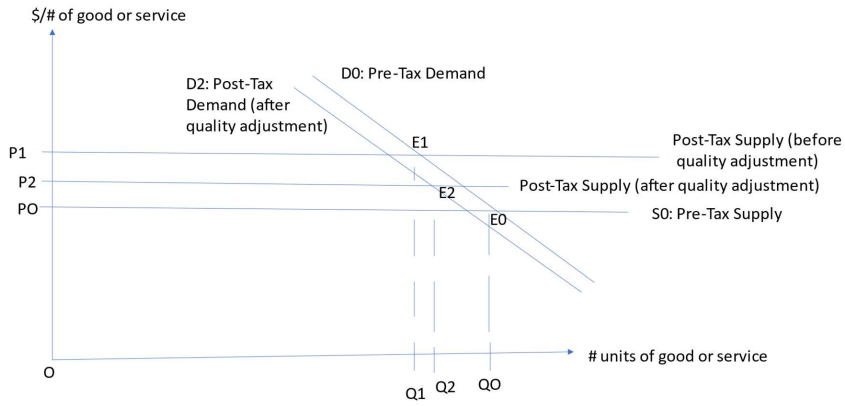 $/# of good or service
D0: Pre-Tax Demand
D2: Post-Tax
Demand (after
quality adjustment)
E1
Post-Tax Supply (before
quality adjustment)
P1
P2
E2
Post-Tax Supply (after quality adjustment)
PO
E0
S0: Pre-Tax Supply
# units of good or service
O
Q1
Q2
QO